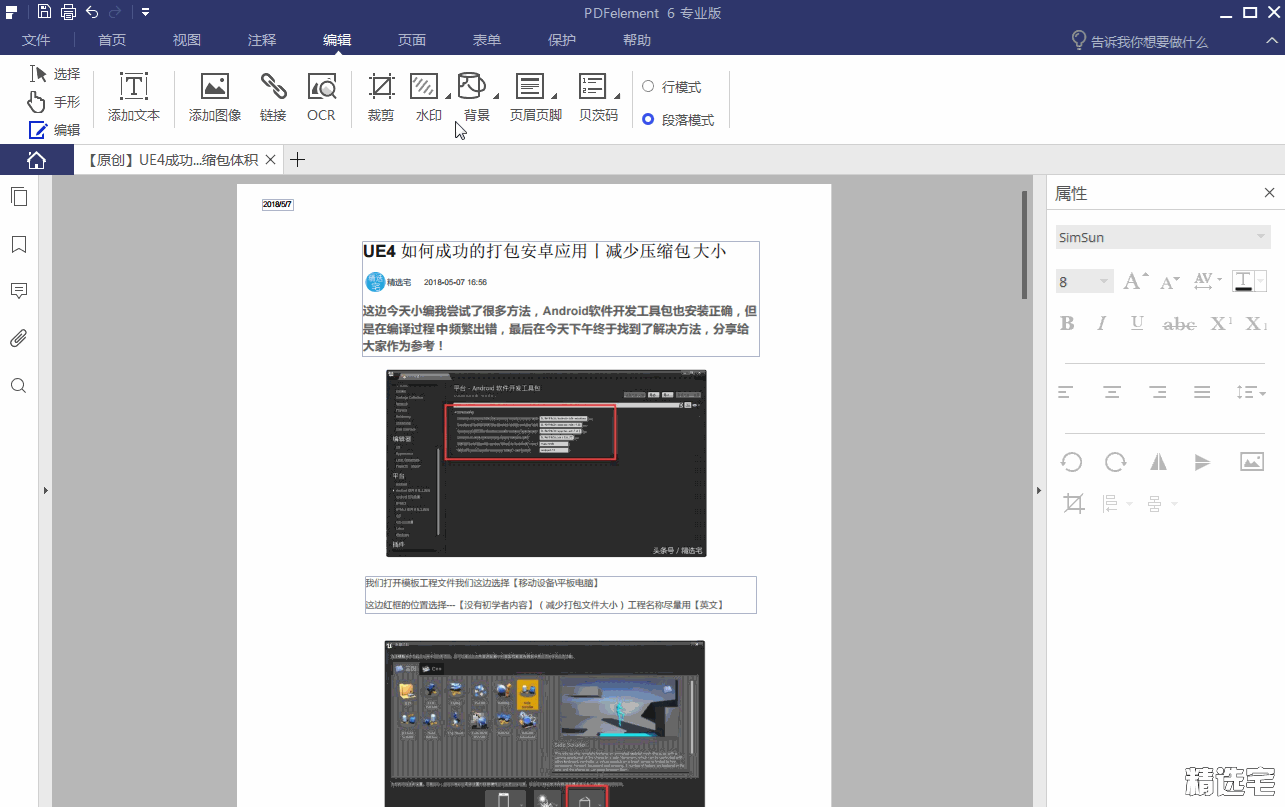 PDFelement 6 专业版
文件 首页 视图 注释 编辑 页面 表单 保护 帮助 告诉我你想要做什么
选择
手形
编辑
添加文本 添加图像 链接 OCR 裁剪 水印 背景 页眉页脚 贝茨码
行模式
段落模式
【原创】UE4成功...缩包体积
2018/5/7
UE4 如何成功的打包安卓应用丨减少压缩包大小
精选宅 2018-05-07 16:56
这边今天小编我尝试了很多方法，Android软件开发工具包也安装正确，但
是在编译过程中频繁出错，最后在今天下午终于找到了解决方法，分享给
大家作为参考！
平台 - Android 软件开发工具包
编辑器
平台
插件
头条号 / 精选宅
我们打开模板工程文件我们这边选择【移动设备\平板电脑】
这边红框的位置选择---【没有初学者内容】（减少打包文件大小）工程名称尽量用【英文】
C++
Side Scroller
属性
SimSun
8
精选宅